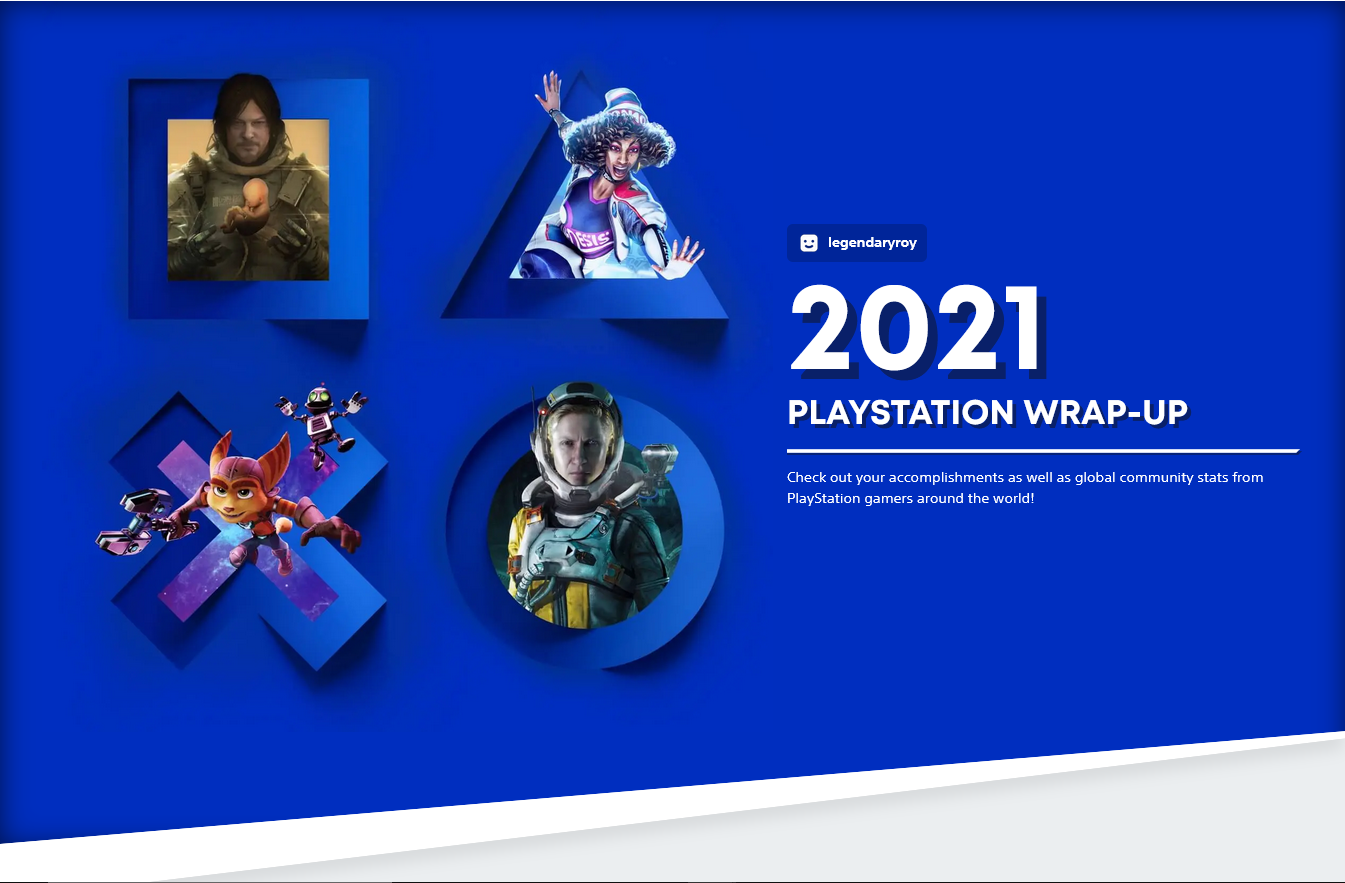 legendaryroy
2021
PLAYSTATION WRAP-UP
Check out your accomplishments as well as global community stats from
PlayStation gamers around the world!